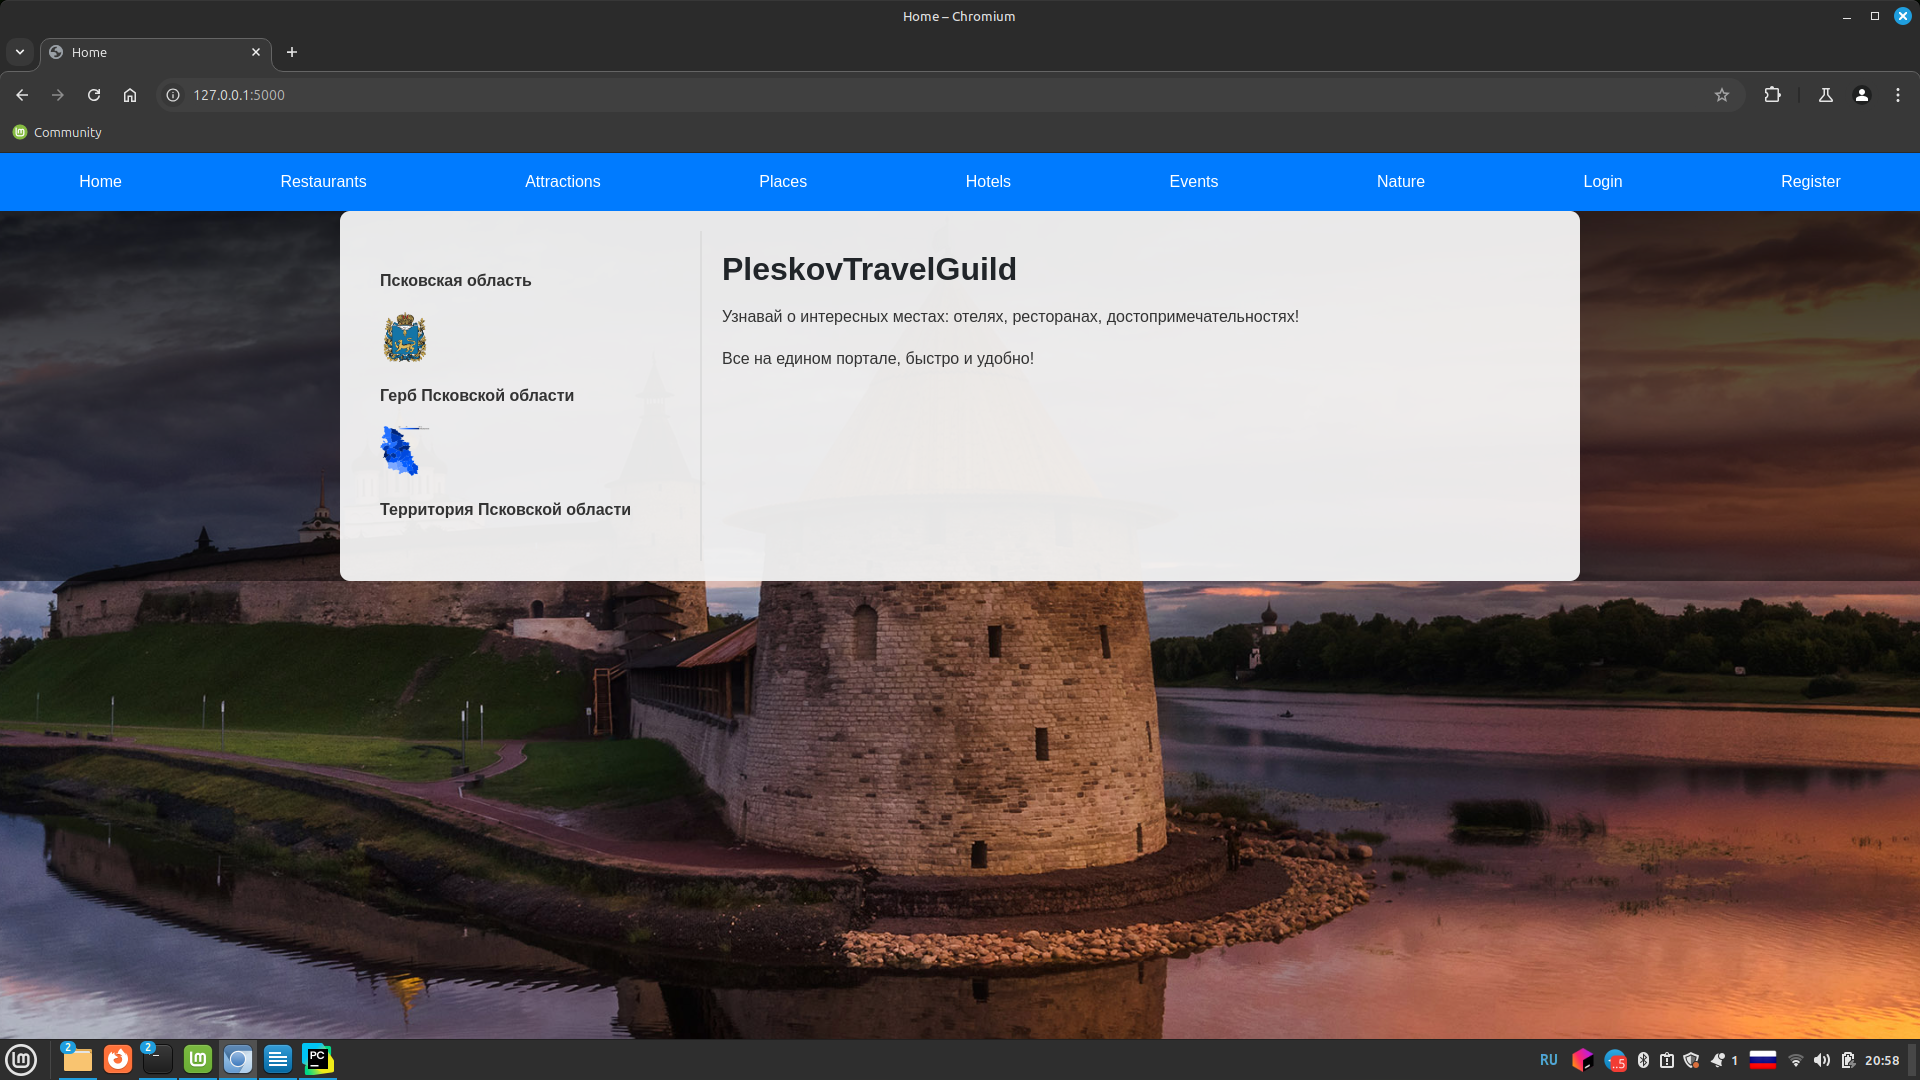 Home – Chromium
Home
127.0.0.1:5000
Community
Home Restaurants Attractions Places Hotels Events Nature Login Register
Псковская область
Герб Псковской области
Территория Псковской области
PleskovTravelGuild
Узнавай о интересных местах: отелях, ресторанах, достопримечательностях!
Все на едином портале, быстро и удобно!
2 2 PC RU ..5 1 20:58